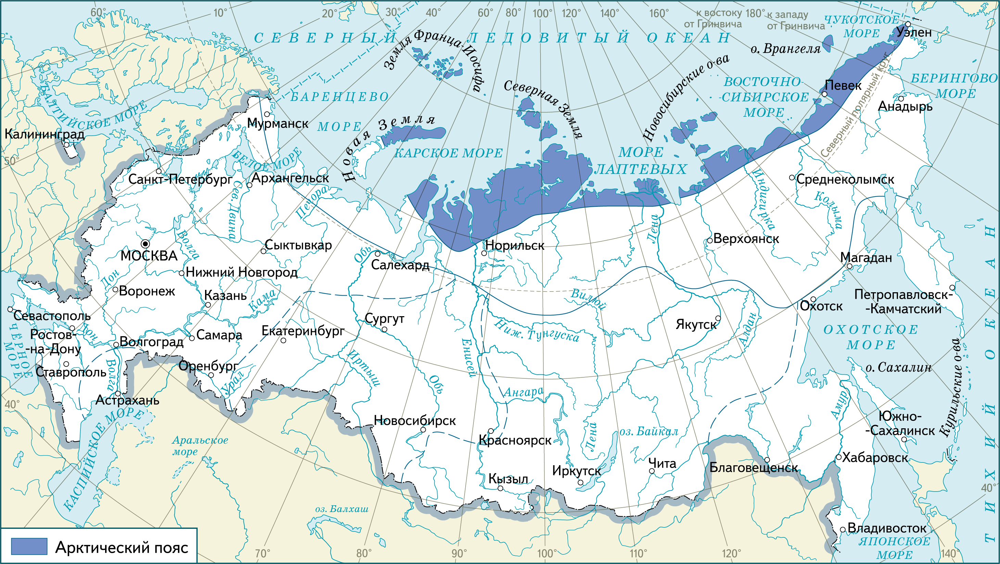 60°
10°
20°
30°
40°
60°
80°
100°
120°
140°
160°
к востоку
от Гринвича
180°
к западу
от Гринвича
ЧУКОТСКОЕ
МОРЕ
Уэлен
СЕВЕРНЫЙ ЛЕДОВИТЫЙ ОКЕАН
Земля Франца-Иосифа
о. Врангеля
Новосибирские о-ва
Северная Земля
ВОСТОЧНО-
-СИБИРСКОЕ
МОРЕ
Певек
БЕРИНГОВО
МОРЕ
Анадырь
Северный полярный круг
БАРЕНЦЕВО
МОРЕ
Новая Земля
КАРСКОЕ МОРЕ
МОРЕ
ЛАПТЕВЫХ
БАЛТИЙСКОЕ МОРЕ
Калининград
50°
Мурманск
БЕЛОЕ МОРЕ
Санкт-Петербург
Архангельск
Сев. Двина
Печора
Индигирка
Среднеколымск
Колыма
Лена
Верхоянск
МОСКВА
Волга
Сыктывкар
Обь
Салехард
Норильск
Магадан
Нижний Новгород
Дон
Воронеж
Казань
Кама
Вилюй
Охотск
Петропавловск-
-Камчатский
Севастополь
ЧЁРНОЕ
МОРЕ
Ростов-
-на-Дону
Дон
Волгоград
Самара
Екатеринбург
Сургут
Ниж. Тунгуска
Якутск
Алдан
ОХОТСКОЕ
МОРЕ
Ставрополь
Волга
Оренбург
Урал
Иртыш
Обь
Енисей
Ангара
о. Сахалин
Курильские о-ва
ТИХИЙ ОКЕАН
40°
Астрахань
КАСПИЙСКОЕ МОРЕ
Аральское
море
Новосибирск
Красноярск
Лена
оз. Байкал
Амур
Южно-
-Сахалинск
Кызыл
Иркутск
Чита
Благовещенск
Хабаровск
40°
оз. Балхаш
Владивосток
ЯПОНСКОЕ
МОРЕ
Арктический пояс
70°
80°
90°
100°
110°
120°
140°